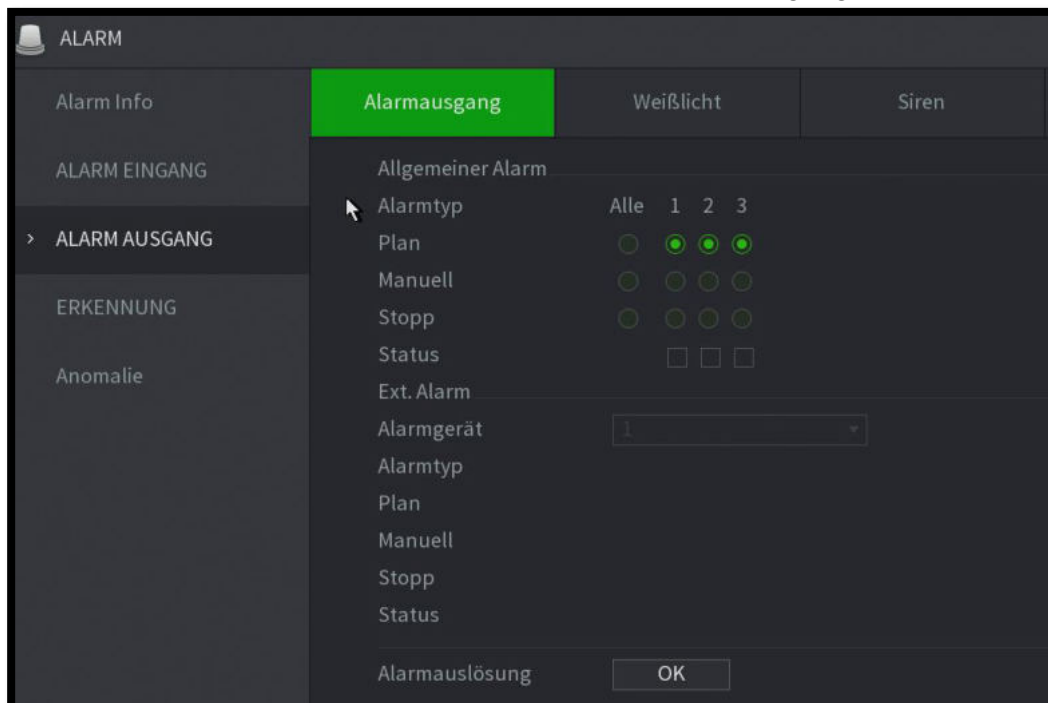 ALARM
Alarm Info
ALARM EINGANG
> ALARM AUSGANG
ERKENNUNG
Anomalie
Alarmausgang Weißlicht Siren
Allgemeiner Alarm
Alarmtyp Alle 1 2 3
Plan
Manuell
Stopp
Status
Ext. Alarm
Alarmgerät 1
Alarmtyp
Plan
Manuell
Stopp
Status
Alarmauslösung OK